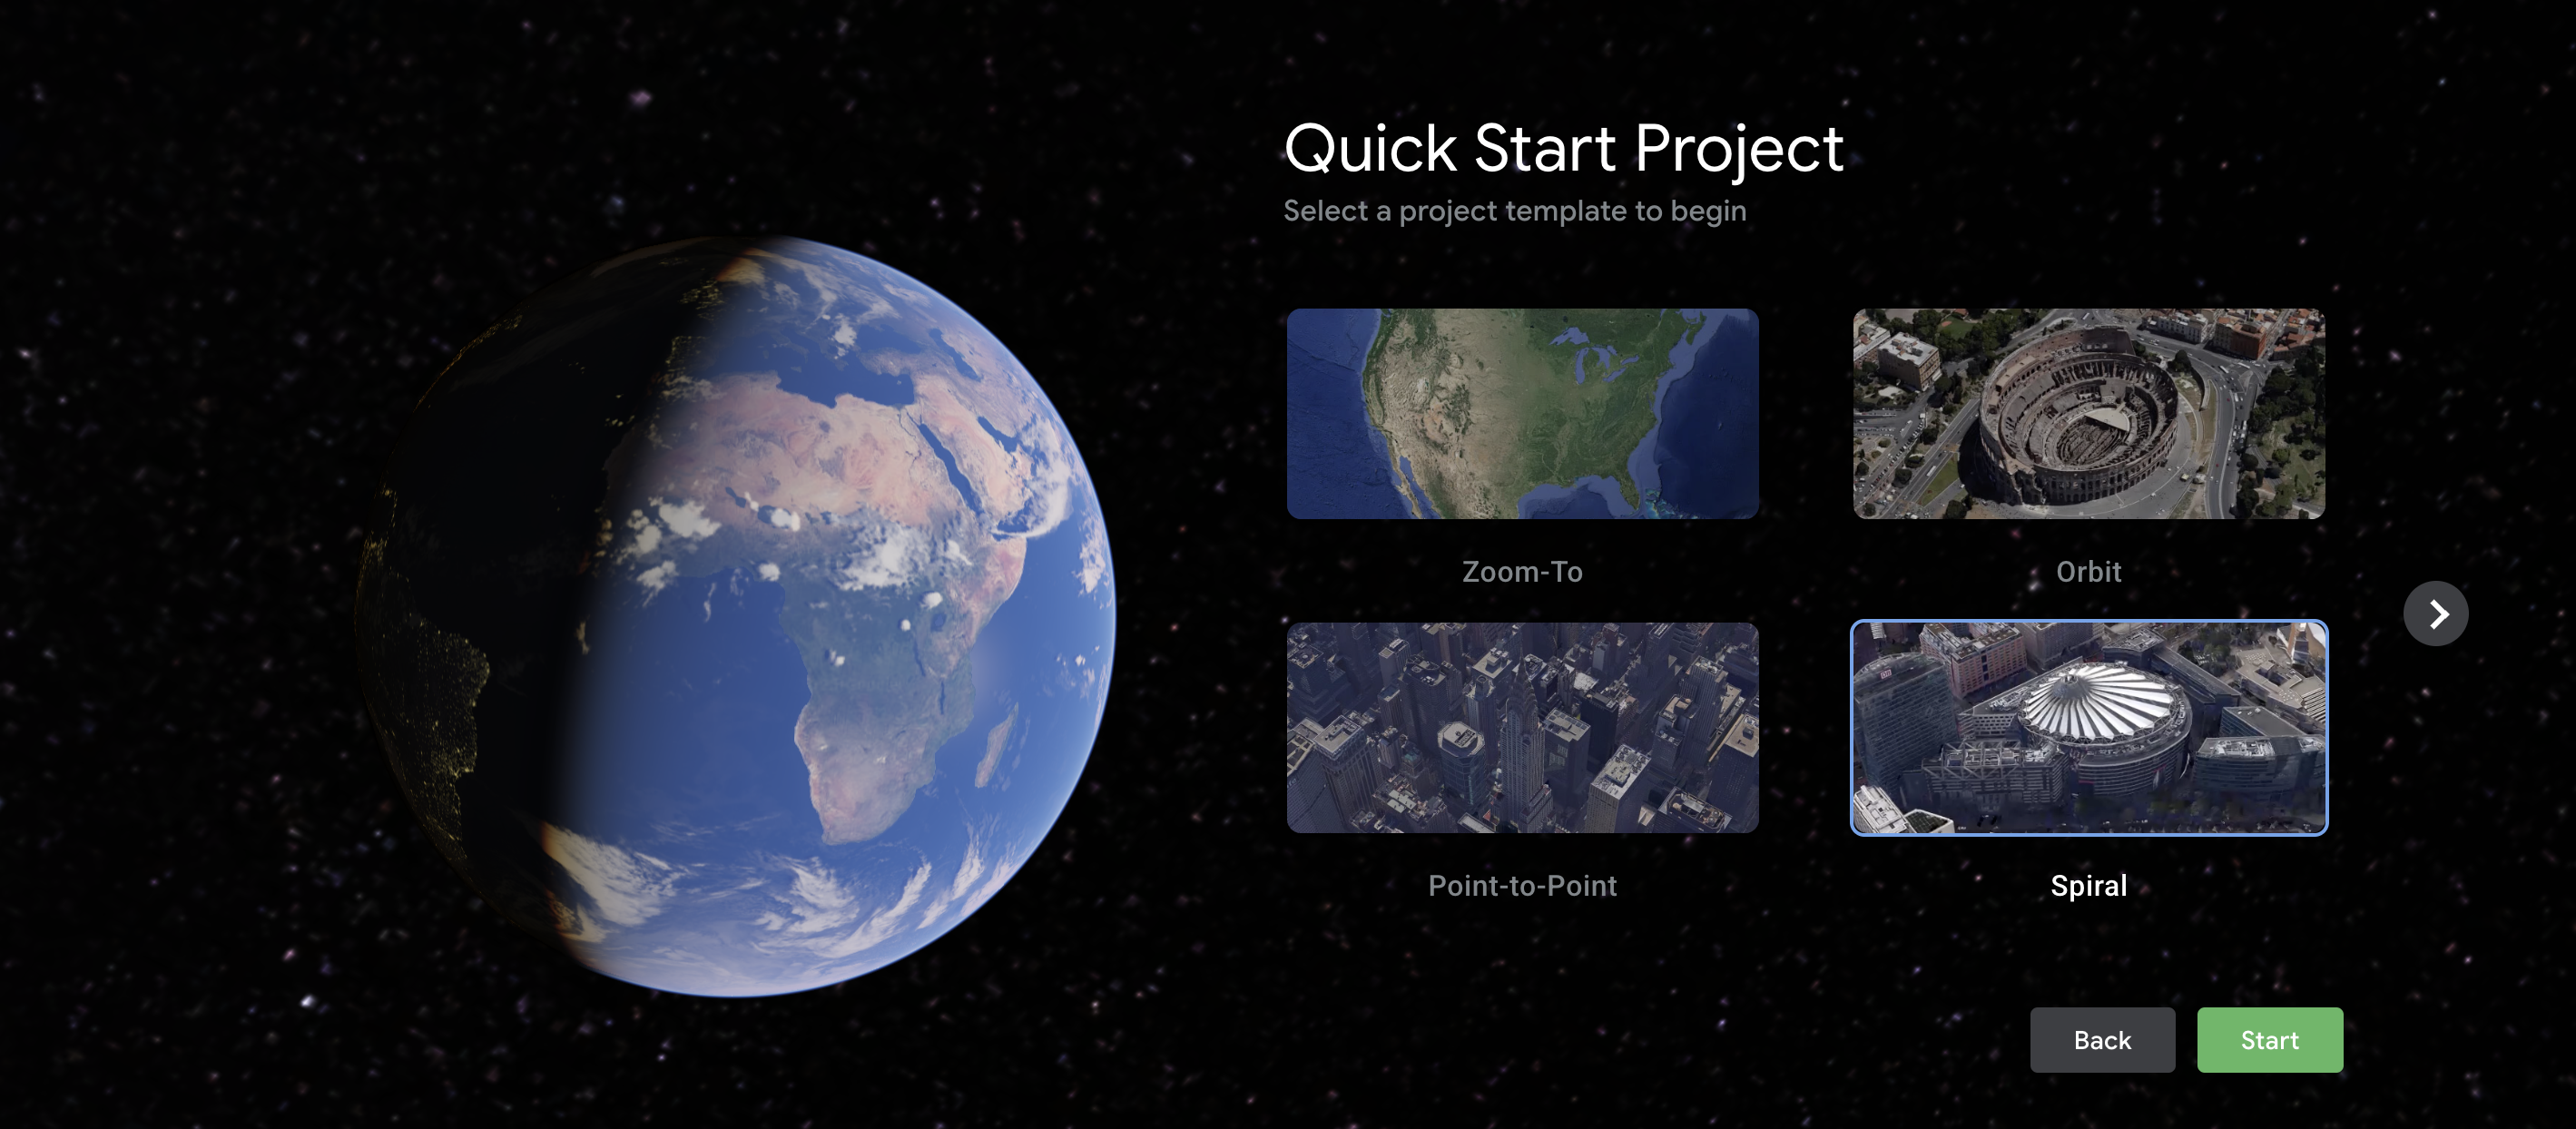 Quick Start Project
Select a project template to begin
Zoom-To
Orbit
Point-to-Point
Spiral
Back
Start